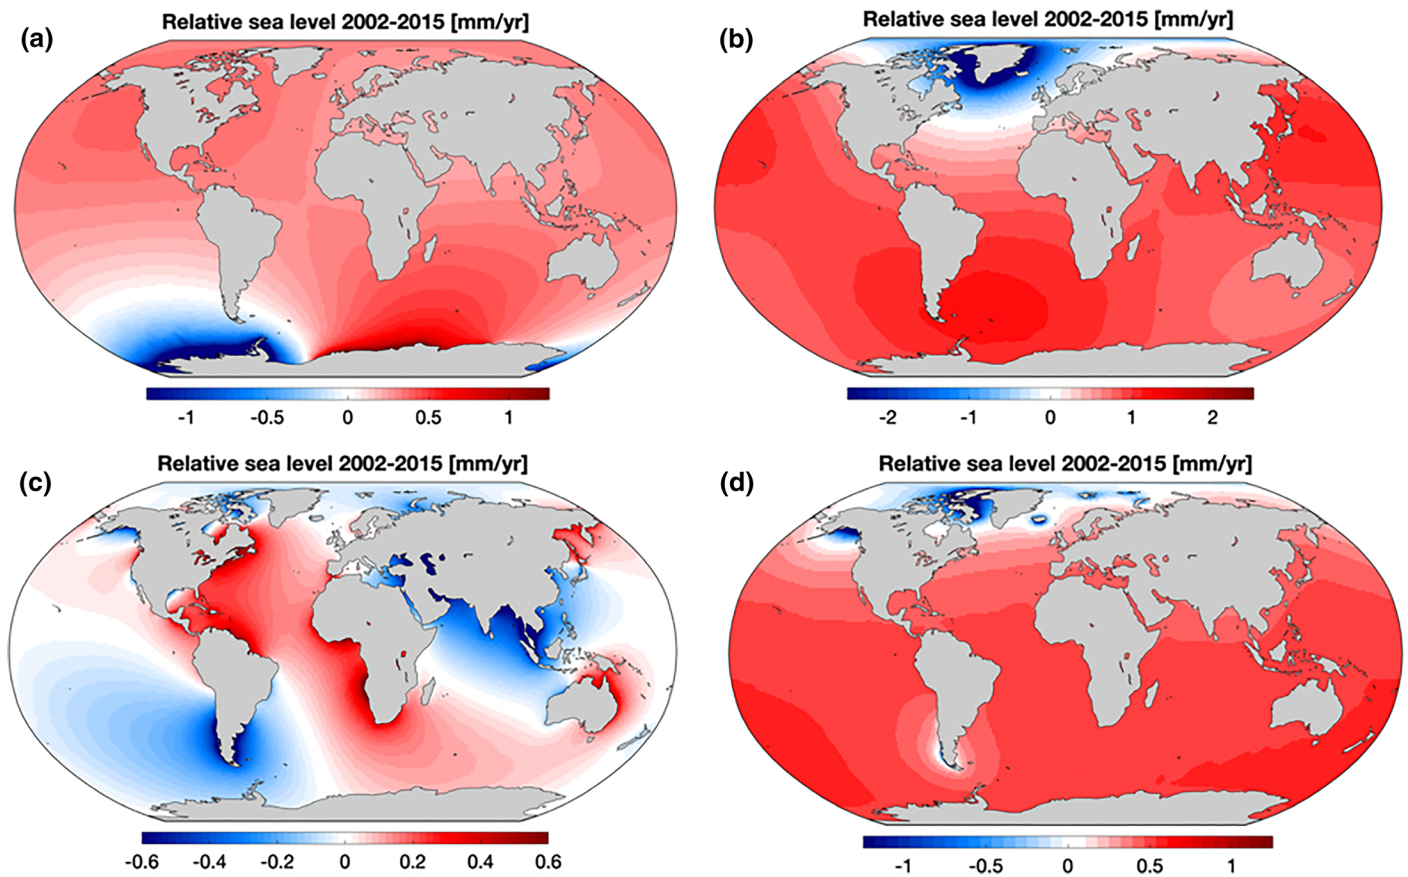 (a)
Relative sea level 2002-2015 [mm/yr]
-1 -0.5 0 0.5 1
(b)
Relative sea level 2002-2015 [mm/yr]
-2 -1 0 1 2
(c)
Relative sea level 2002-2015 [mm/yr]
-0.6 -0.4 -0.2 0 0.2 0.4 0.6
(d)
Relative sea level 2002-2015 [mm/yr]
-1 -0.5 0 0.5 1